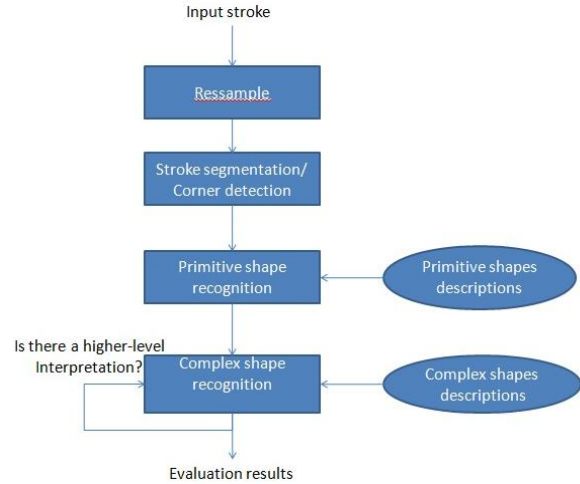 Input stroke
Ressample
Stroke segmentation/
Corner detection
Primitive shape
recognition
Primitive shapes
descriptions
Is there a higher-level
Interpretation?
Complex shape
recognition
Complex shapes
descriptions
Evaluation results